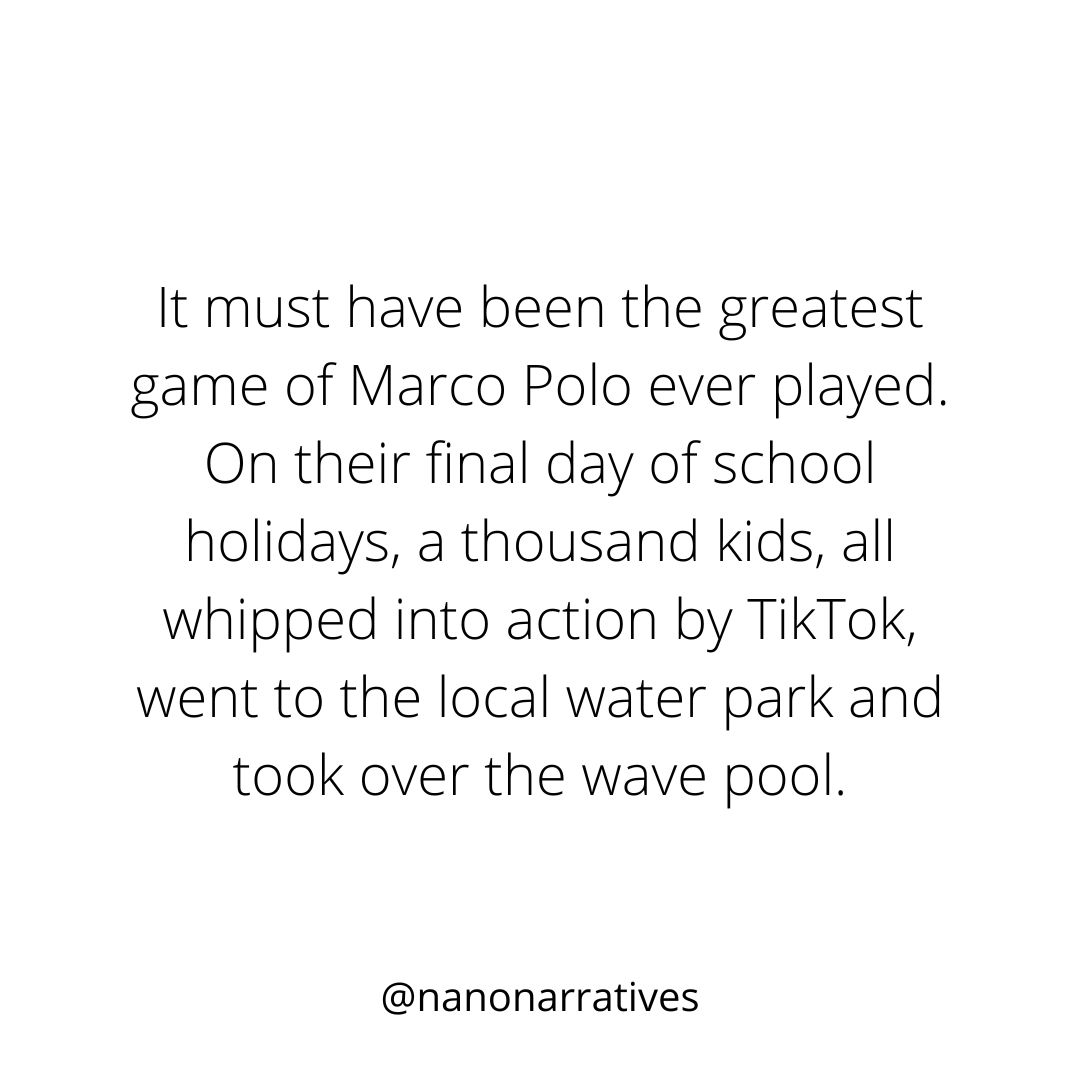 It must have been the greatest
game of Marco Polo ever played.
On their final day of school
holidays, a thousand kids, all
whipped into action by TikTok,
went to the local water park and
took over the wave pool.
@nanonarratives